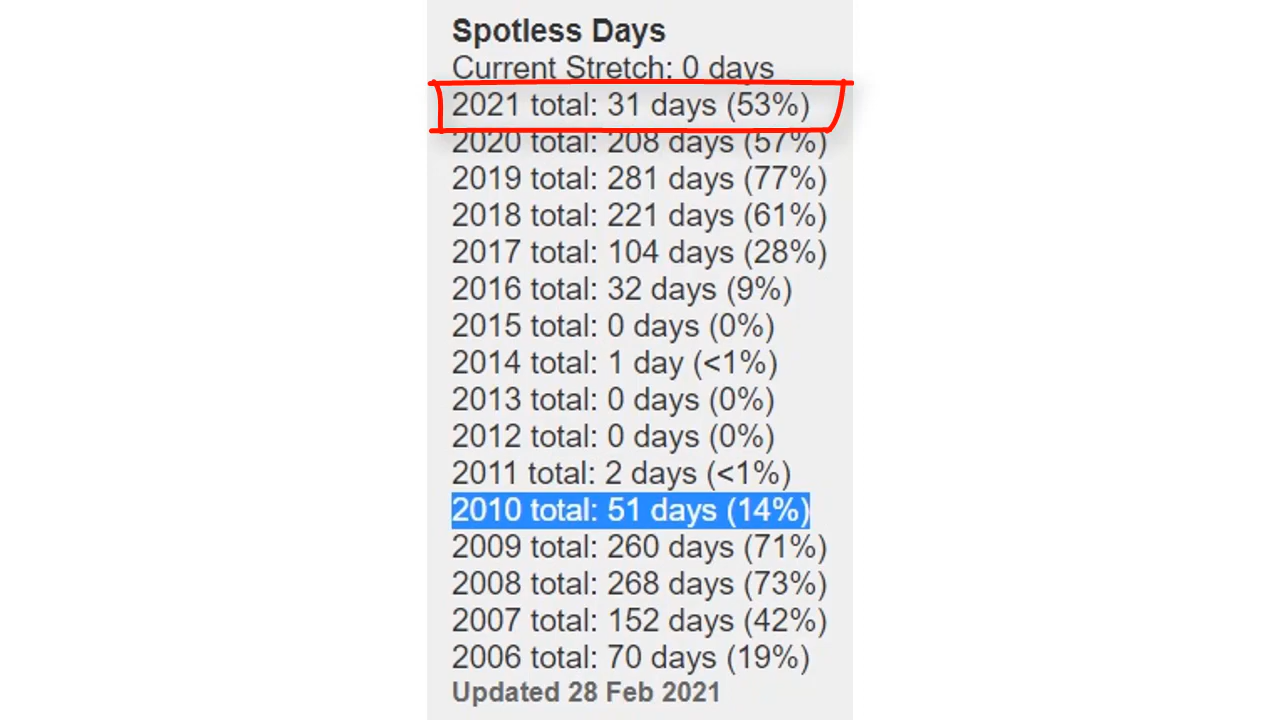 Spotless Days
Current Stretch: 0 days
2021 total: 31 days (53%)
2020 total: 208 days (57%)
2019 total: 281 days (77%)
2018 total: 221 days (61%)
2017 total: 104 days (28%)
2016 total: 32 days (9%)
2015 total: 0 days (0%)
2014 total: 1 day (<1%)
2013 total: 0 days (0%)
2012 total: 0 days (0%)
2011 total: 2 days (<1%)
2010 total: 51 days (14%)
2009 total: 260 days (71%)
2008 total: 268 days (73%)
2007 total: 152 days (42%)
2006 total: 70 days (19%)
Updated 28 Feb 2021